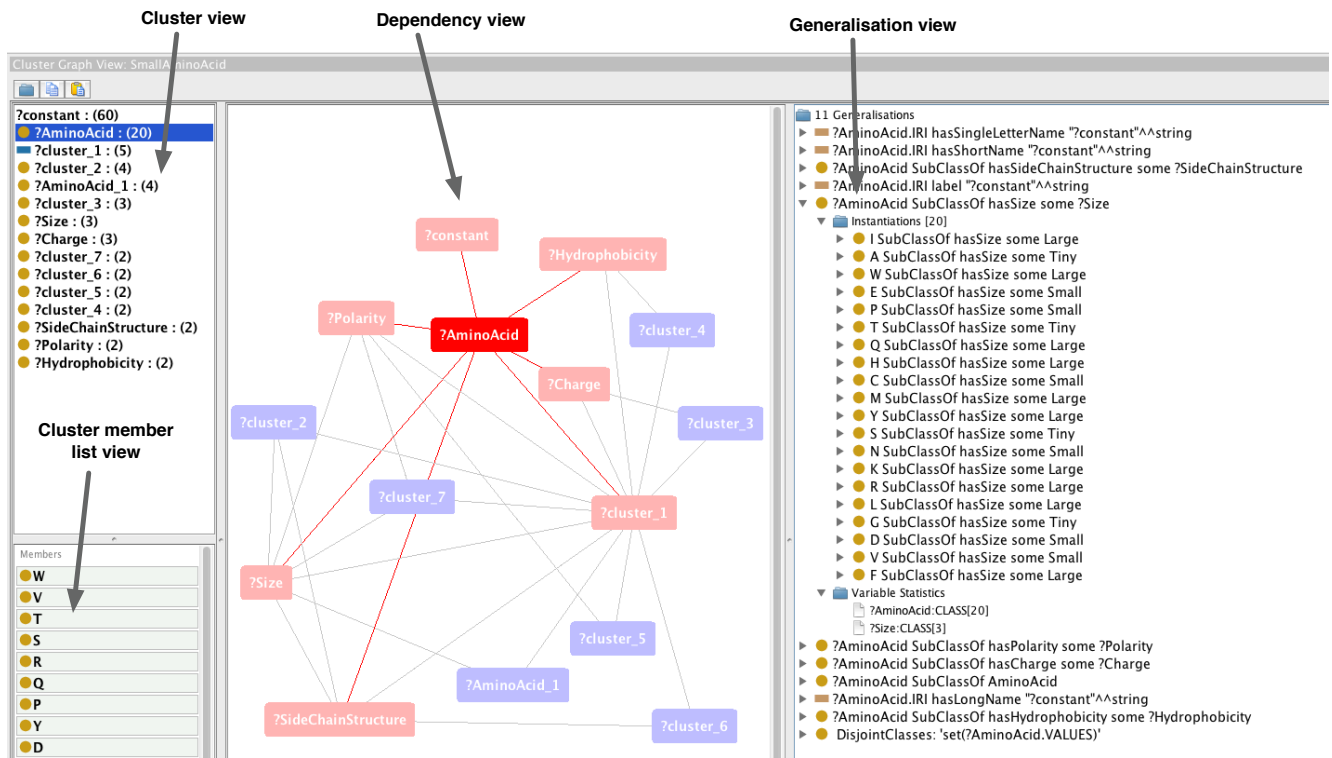 Cluster view
Dependency view
Generalisation view
Cluster Graph View: SmallAminoAcid
?constant : (60)
?AminoAcid : (20)
?cluster_1 : (5)
?cluster_2 : (4)
?AminoAcid_1 : (4)
?cluster_3 : (3)
?Size : (3)
?Charge : (3)
?cluster_7 : (2)
?cluster_6 : (2)
?cluster_5 : (2)
?cluster_4 : (2)
?SideChainStructure : (2)
?Polarity : (2)
?Hydrophobicity : (2)
Cluster member
list view
Members
W
V
T
S
R
Q
P
Y
D
?constant
?Hydrophobicity
?Polarity
?AminoAcid
?cluster_4
?Charge
?cluster_2
?cluster_3
?cluster_7
?cluster_1
?Size
?cluster_5
?AminoAcid_1
?SideChainStructure
?cluster_6
11 Generalisations
?AminoAcid.IRI hasSingleLetterName "?constant"^^string
?AminoAcid.IRI hasShortName "?constant"^^string
?AminoAcid SubClassOf hasSideChainStructure some ?SideChainStructure
?AminoAcid.IRI label "?constant"^^string
?AminoAcid SubClassOf hasSize some ?Size
Instantiations [20]
I SubClassOf hasSize some Large
A SubClassOf hasSize some Tiny
W SubClassOf hasSize some Large
E SubClassOf hasSize some Small
P SubClassOf hasSize some Small
T SubClassOf hasSize some Tiny
Q SubClassOf hasSize some Large
H SubClassOf hasSize some Large
C SubClassOf hasSize some Small
M SubClassOf hasSize some Large
Y SubClassOf hasSize some Large
S SubClassOf hasSize some Tiny
N SubClassOf hasSize some Small
K SubClassOf hasSize some Large
R SubClassOf hasSize some Large
L SubClassOf hasSize some Large
G SubClassOf hasSize some Tiny
D SubClassOf hasSize some Small
V SubClassOf hasSize some Small
F SubClassOf hasSize some Large
Variable Statistics
?AminoAcid:CLASS[20]
?Size:CLASS[3]
?AminoAcid SubClassOf hasPolarity some ?Polarity
?AminoAcid SubClassOf hasCharge some ?Charge
?AminoAcid SubClassOf AminoAcid
?AminoAcid.IRI hasLongName "?constant"^^string
?AminoAcid SubClassOf hasHydrophobicity some ?Hydrophobicity
DisjointClasses: 'set(?AminoAcid.VALUES)'